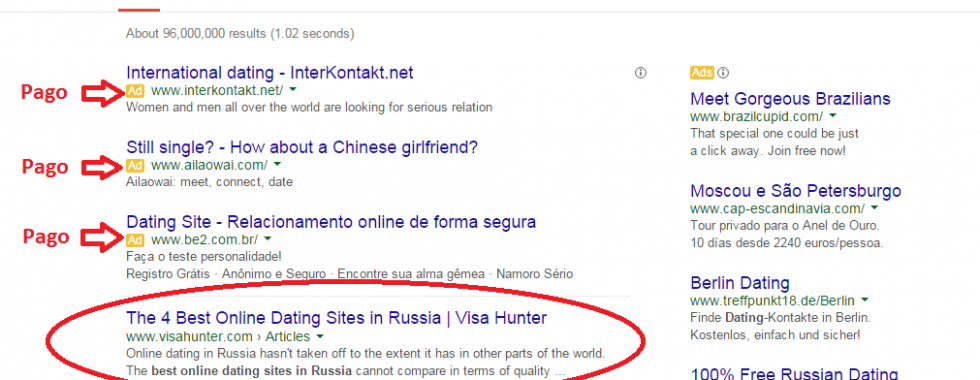 About 96,000,000 results (1.02 seconds)
International dating - InterKontakt.net
Pago
Ad www.interkontakt.net/
Women and men all over the world are looking for serious relation
Still single? - How about a Chinese girlfriend?
Pago
Ad www.ailaowai.com/
Ailaowai: meet, connect, date
Dating Site - Relacionamento online de forma segura
Pago
Ad www.be2.com.br/
Faça o teste personalidade!
Registro Grátis · Anônimo e Seguro · Encontre sua alma gêmea · Namoro Sério
The 4 Best Online Dating Sites in Russia | Visa Hunter
www.visahunter.com › Articles
Online dating in Russia hasn't taken off to the extent it has in other parts of the world.
The best online dating sites in Russia cannot compare in terms of quality ...
Ads
Meet Gorgeous Brazilians
www.brazilcupid.com/
That special one could be just
a click away. Join free now!
Moscou e São Petersburgo
www.cap-escandinavia.com/
Tour privado para o Anel de Ouro.
10 días desde 2240 euros/pessoa.
Berlin Dating
www.treffpunkt18.de/Berlin
Finde Dating-Kontakte in Berlin.
Kostenlos, einfach und sicher!
100% Free Russian Dating